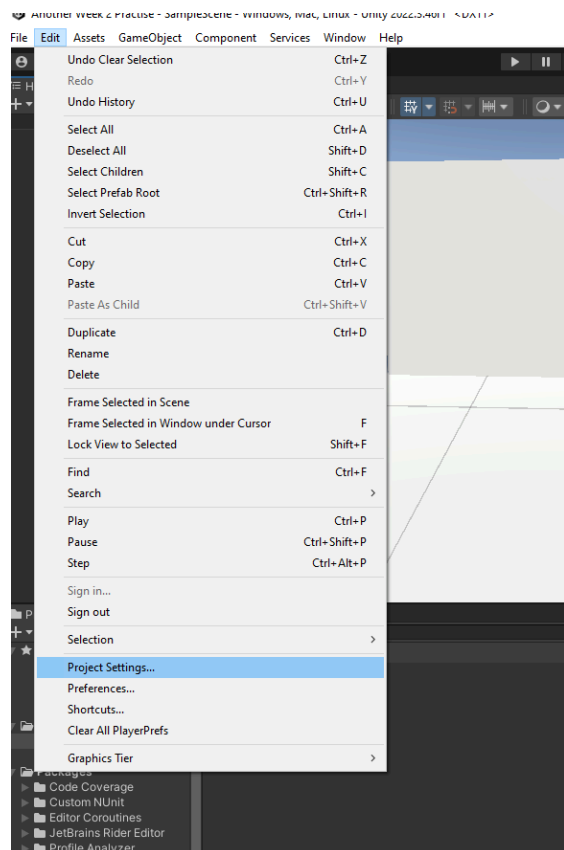 Another Week 2 Practise - SampleScene - Windows, Mac, Linux - Unity 2022.3.46f1 <DX11>
File Edit Assets GameObject Component Services Window Help
Undo Clear Selection Ctrl+Z
Redo Ctrl+Y
Undo History Ctrl+U
Select All Ctrl+A
Deselect All Shift+D
Select Children Shift+C
Select Prefab Root Ctrl+Shift+R
Invert Selection Ctrl+I
Cut Ctrl+X
Copy Ctrl+C
Paste Ctrl+V
Paste As Child Ctrl+Shift+V
Duplicate Ctrl+D
Rename
Delete
Frame Selected in Scene
Frame Selected in Window under Cursor F
Lock View to Selected Shift+F
Find Ctrl+F
Search
Play Ctrl+P
Pause Ctrl+Shift+P
Step Ctrl+Alt+P
Sign in...
Sign out
Selection
Project Settings...
Preferences...
Shortcuts...
Clear All PlayerPrefs
Graphics Tier
Packages
Code Coverage
Custom NUnit
Editor Coroutines
JetBrains Rider Editor
Profile Analyzer